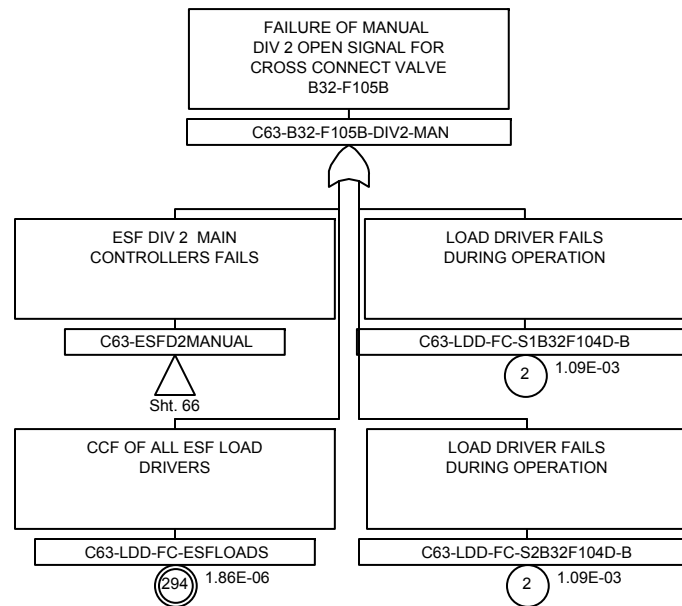 FAILURE OF MANUAL
DIV 2 OPEN SIGNAL FOR
CROSS CONNECT VALVE
B32-F105B
C63-B32-F105B-DIV2-MAN
ESF DIV 2 MAIN
CONTROLLERS FAILS
C63-ESFD2MANUAL
Sht. 66
LOAD DRIVER FAILS
DURING OPERATION
C63-LDD-FC-S1B32F104D-B
2
1.09E-03
CCF OF ALL ESF LOAD
DRIVERS
C63-LDD-FC-ESFLOADS
294
1.86E-06
LOAD DRIVER FAILS
DURING OPERATION
C63-LDD-FC-S2B32F104D-B
2
1.09E-03